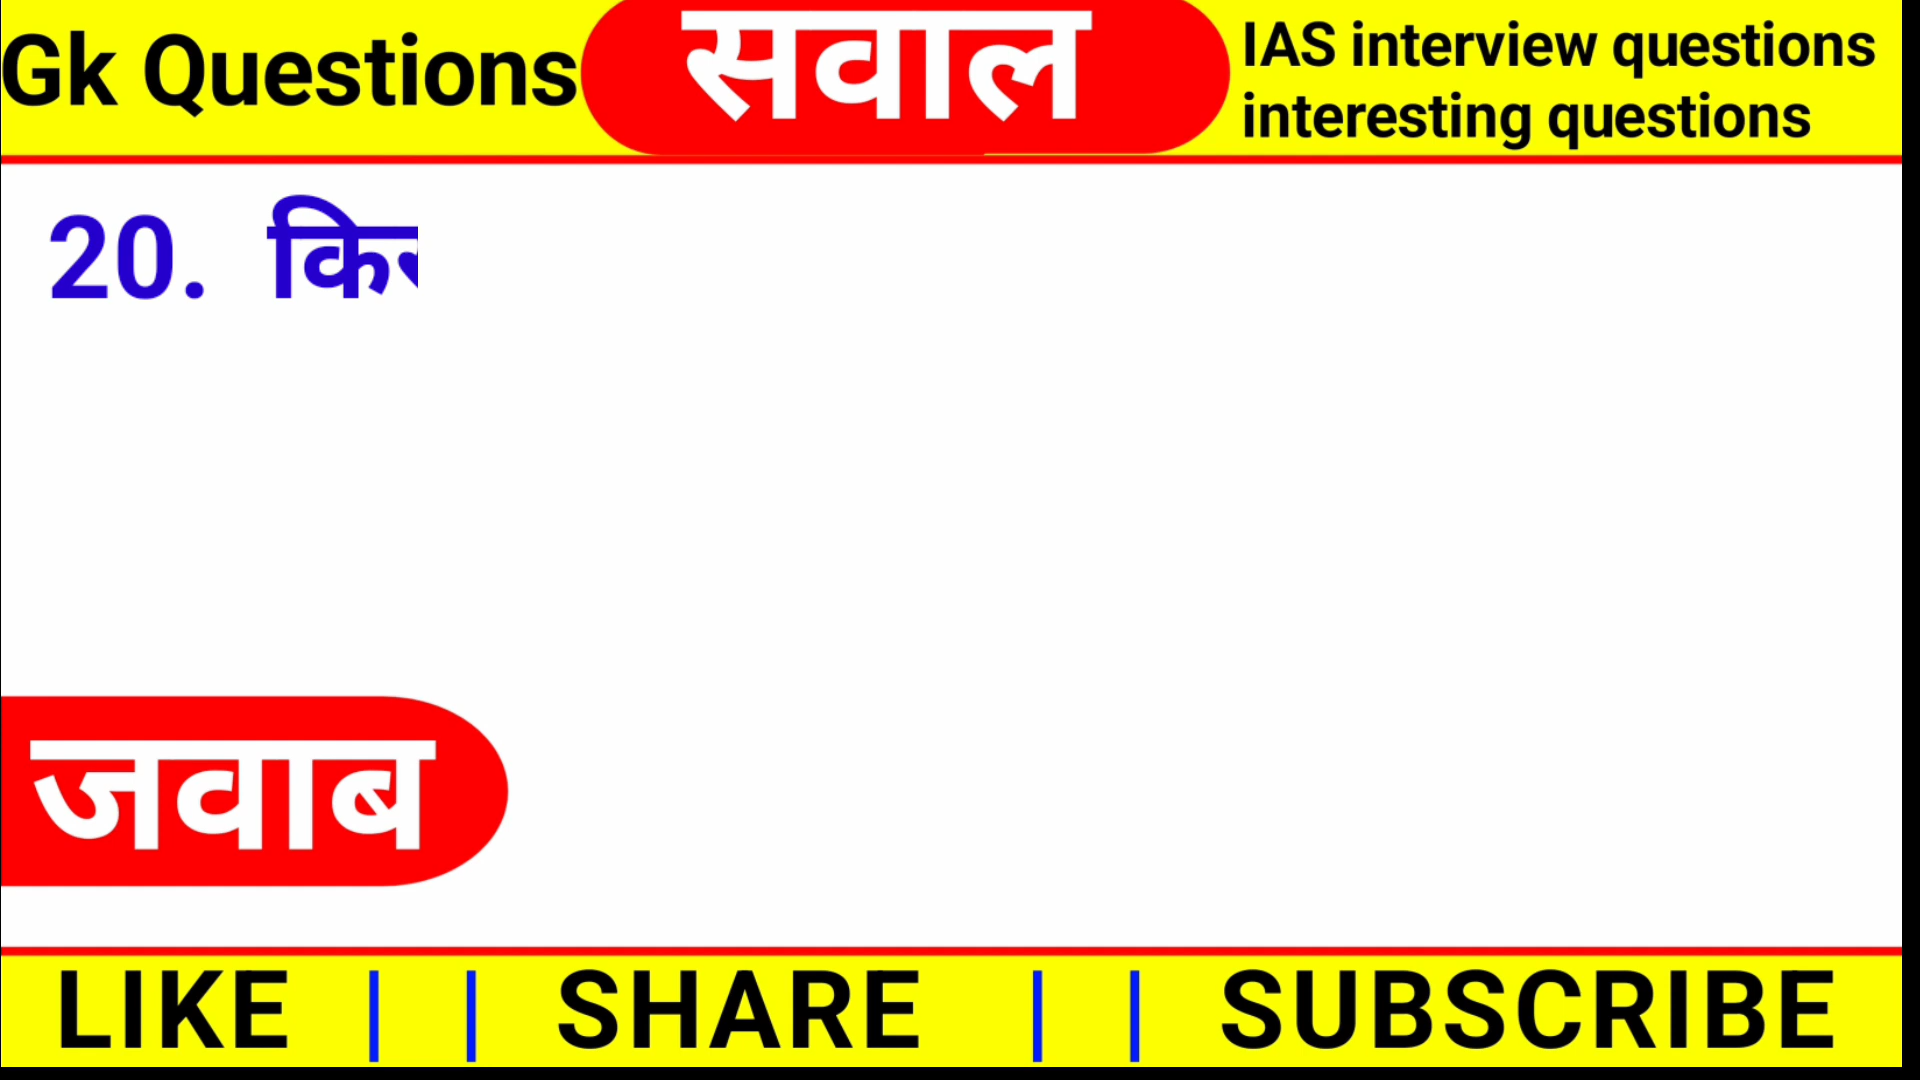 Gk Questions
सवाल
IAS interview questions
interesting questions
20.
जवाब
LIKE || SHARE || SUBSCRIBE